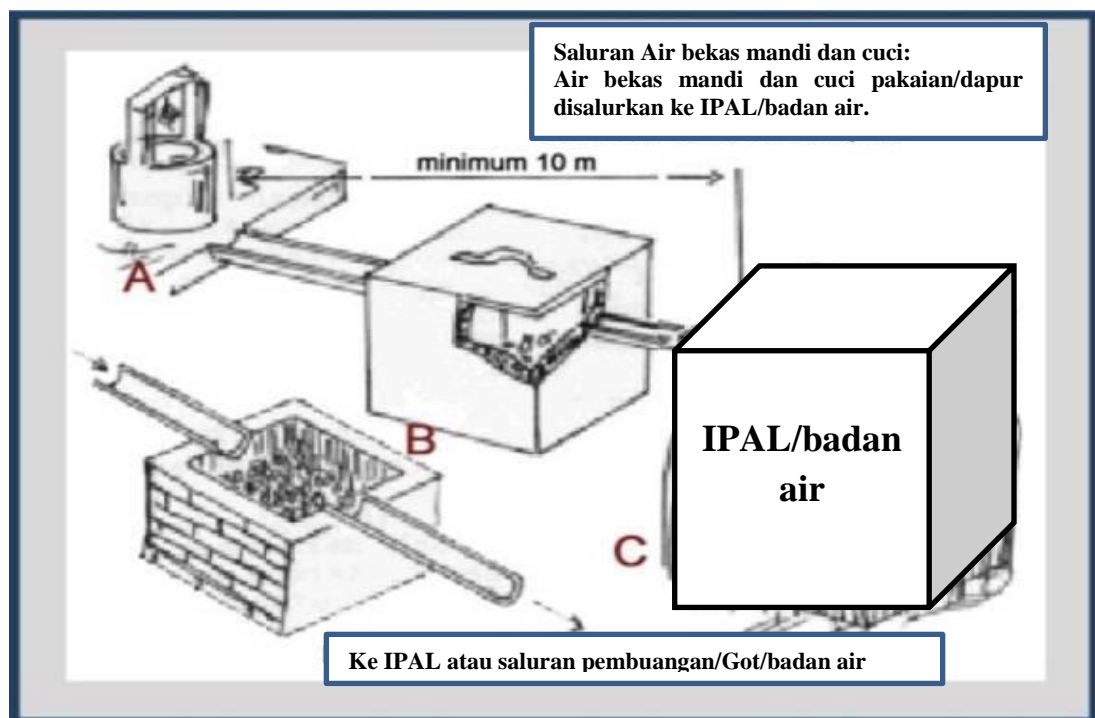 Saluran Air bekas mandi dan cuci:
Air bekas mandi dan cuci pakaian/dapur
disalurkan ke IPAL/badan air.
minimum 10 m
A
B
IPAL/badan
air
C
Ke IPAL atau saluran pembuangan/Got/badan air